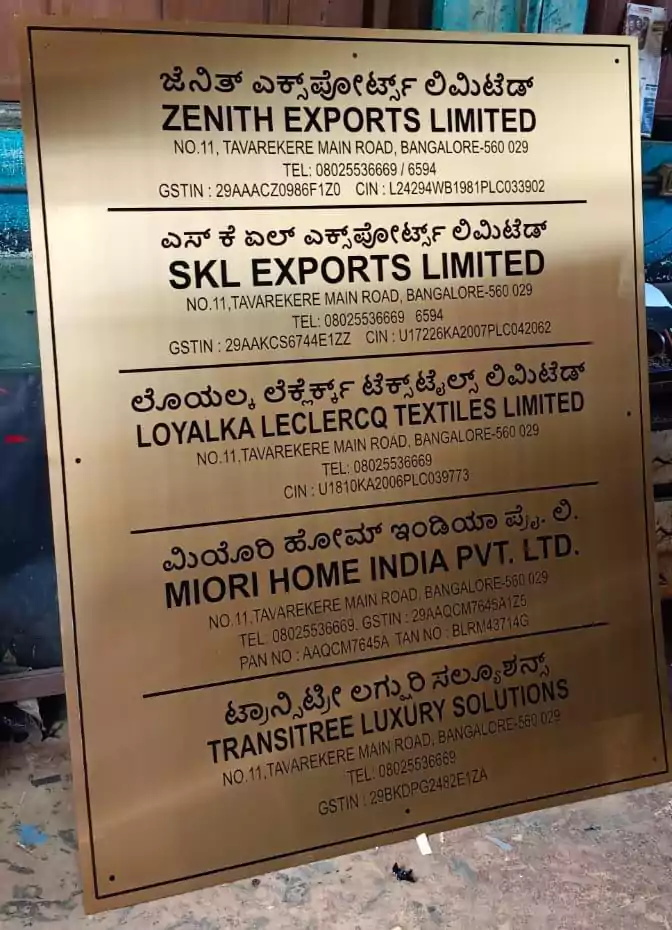 ಜೆನಿತ್ ಎಕ್ಸ್‌ಪೋರ್ಟ್ಸ್ ಲಿಮಿಟೆಡ್
ZENITH EXPORTS LIMITED
NO.11, TAVAREKERE MAIN ROAD, BANGALORE-560 029
TEL: 08025536669 / 6594
GSTIN : 29AAACZ0986F1Z0 CIN : L24294WB1981PLC033902
ಎಸ್ ಕೆ ಏಲ್ ಎಕ್ಸ್‌ಪೋರ್ಟ್ಸ್ ಲಿಮಿಟೆಡ್
SKL EXPORTS LIMITED
NO.11,TAVAREKERE MAIN ROAD, BANGALORE-560 029
TEL: 08025536669 6594
GSTIN : 29AAKCS6744E1ZZ CIN : U17226KA2007PLC042062
ಲೊಯಲ್ಕ ಲೆಕ್ಲೆರ್ಕ್ಕ್ ಟೆಕ್ಸ್‌ಟೈಲ್ಸ್ ಲಿಮಿಟೆಡ್
LOYALKA LECLERCQ TEXTILES LIMITED
NO.11,TAVAREKERE MAIN ROAD, BANGALORE-560 029
TEL: 08025536669
CIN : U1810KA2006PLC039773
ಮಿಯೊರಿ ಹೋಮ್ ಇಂಡಿಯಾ ಪ್ರೈ. ಲಿ.
MIORI HOME INDIA PVT. LTD.
NO.11,TAVAREKERE MAIN ROAD, BANGALORE-560 029
TEL 08025536669. GSTIN : 29AAQCM7645A1Z5
PAN NO : AAQCM7645A TAN NO : BLRM43714G
ಟ್ರಾನ್ಸಿಟ್ರೀ ಲಗ್ಷುರಿ ಸಲ್ಯೂಶನ್ಸ್
TRANSITREE LUXURY SOLUTIONS
NO.11,TAVAREKERE MAIN ROAD, BANGALORE-560 029
TEL: 08025536669
GSTIN : 29BKDPG2482E1ZA